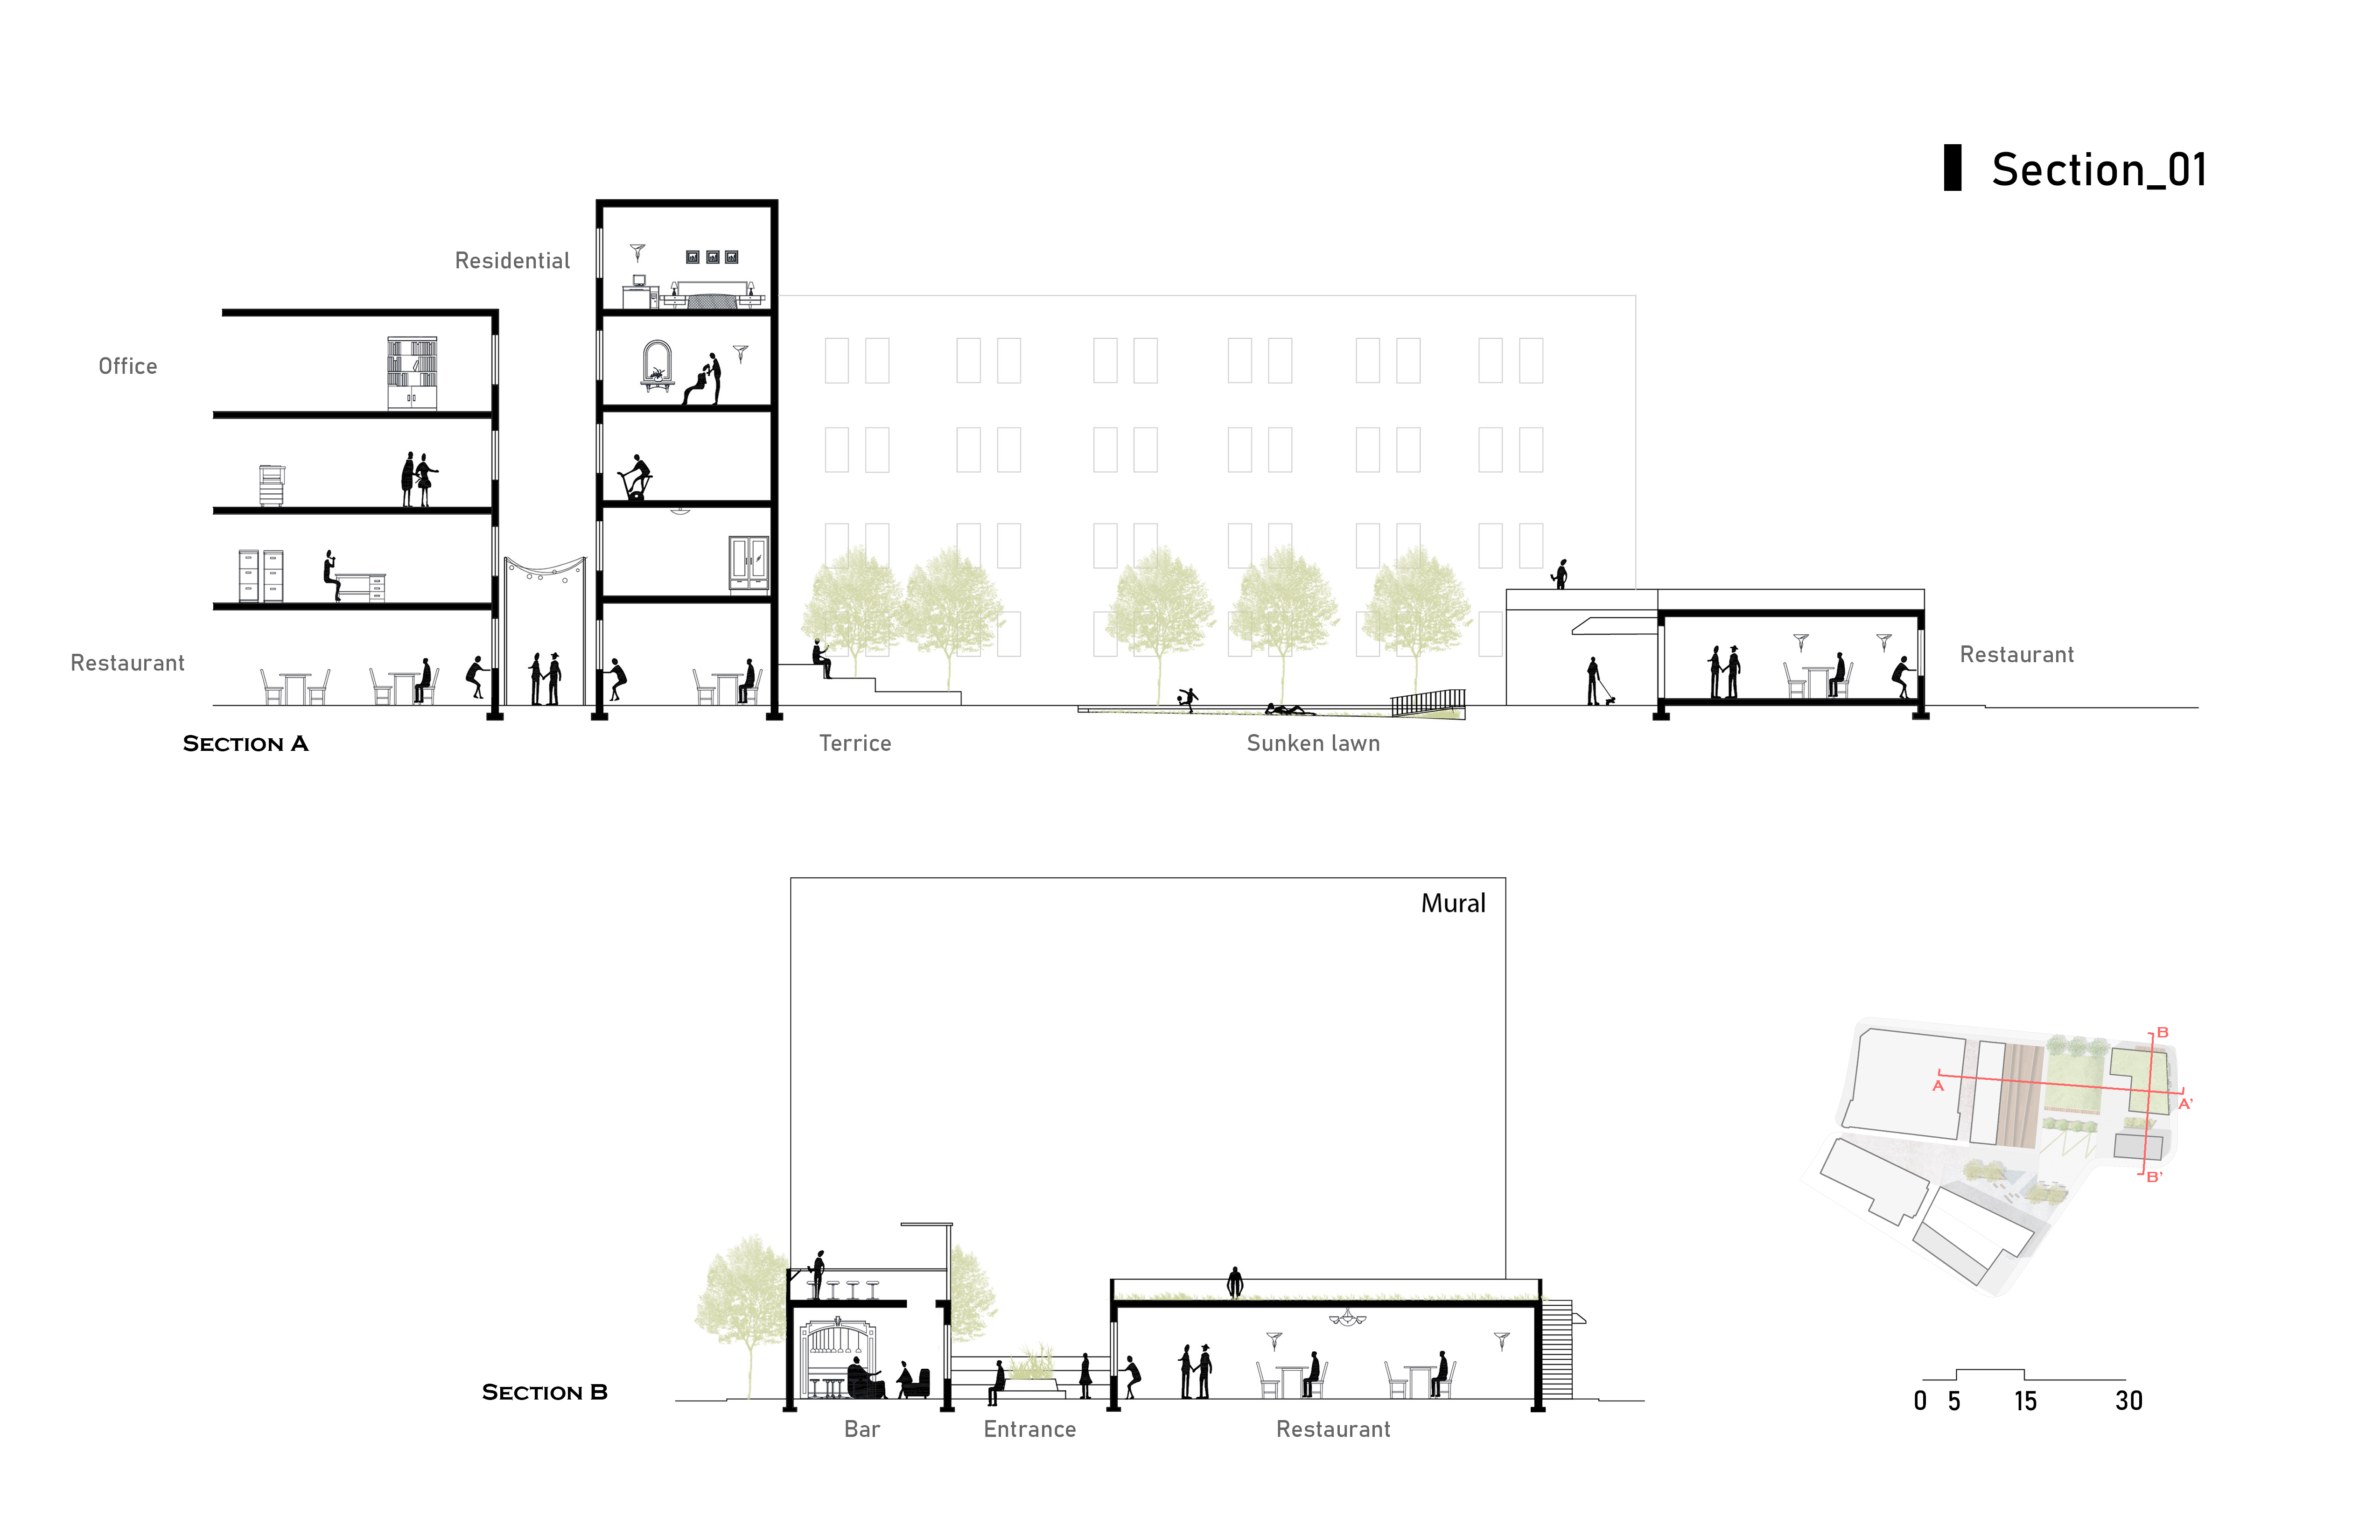 Section_01
Residential
Office
Restaurant
Restaurant
SECTION A
Terrice
Sunken lawn
Mural
B
A
A'
B'
SECTION B
Bar
Entrance
Restaurant
0 5 15 30